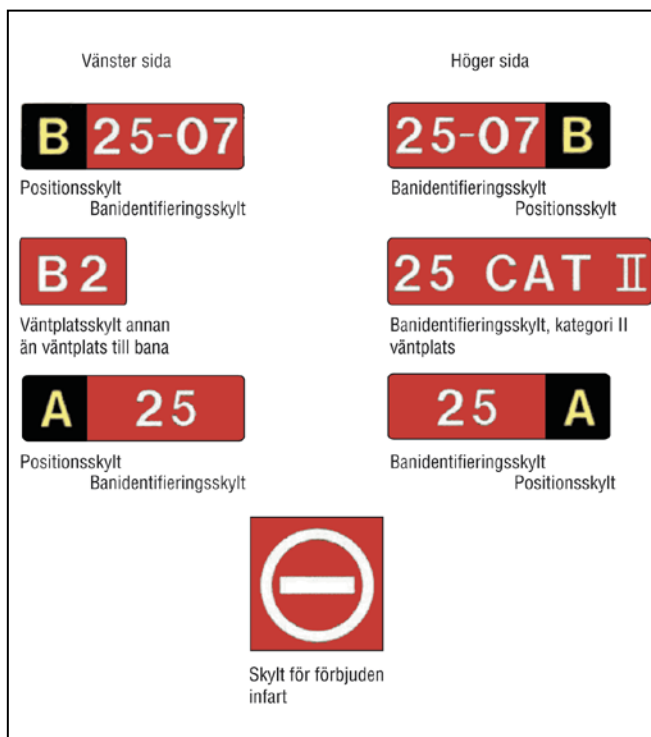 Vänster sida
Höger sida
B 25-07
25-07 B
Positionsskylt
Banidentifieringsskylt
Banidentifieringsskylt
Positionsskylt
B2
25 CAT II
Väntplatsskylt annan
än väntplats till bana
Banidentifieringsskylt, kategori II
väntplats
A 25
25 A
Positionsskylt
Banidentifieringsskylt
Banidentifieringsskylt
Positionsskylt
Skylt för förbjuden
infart